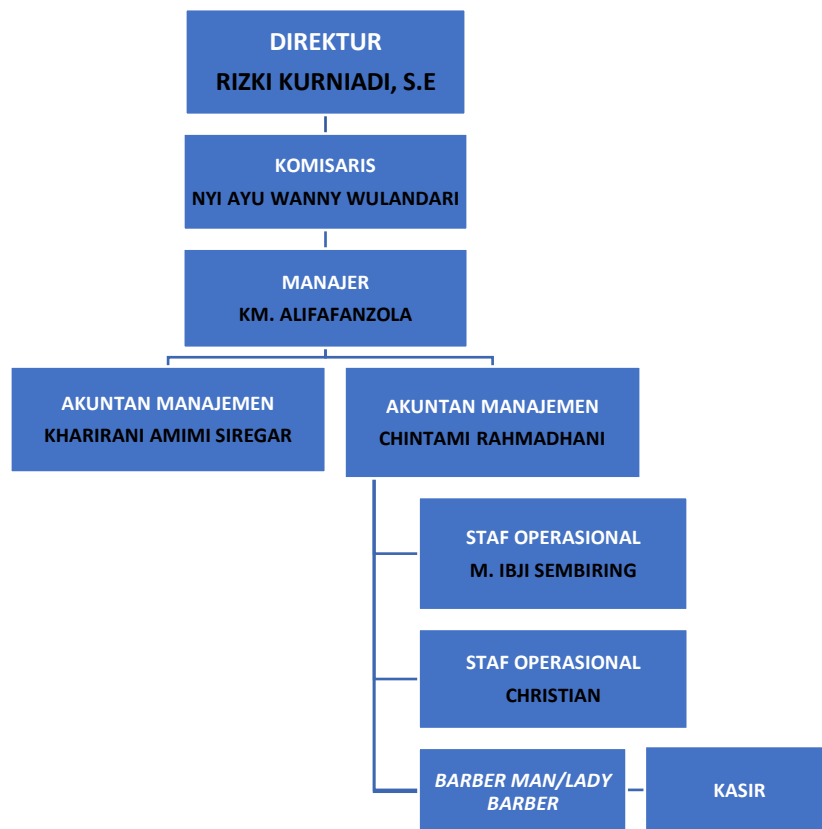 DIREKTUR
RIZKI KURNIADI, S.E
KOMISARIS
NYI AYU WANNY WULANDARI
MANAJER
KM. ALIFAFANZOLA
AKUNTAN MANAJEMEN
KHARIRANI AMIMI SIREGAR
AKUNTAN MANAJEMEN
CHINTAMI RAHMADHANI
STAF OPERASIONAL
M. IBJI SEMBIRING
STAF OPERASIONAL
CHRISTIAN
BARBER MAN/LADY
BARBER
KASIR